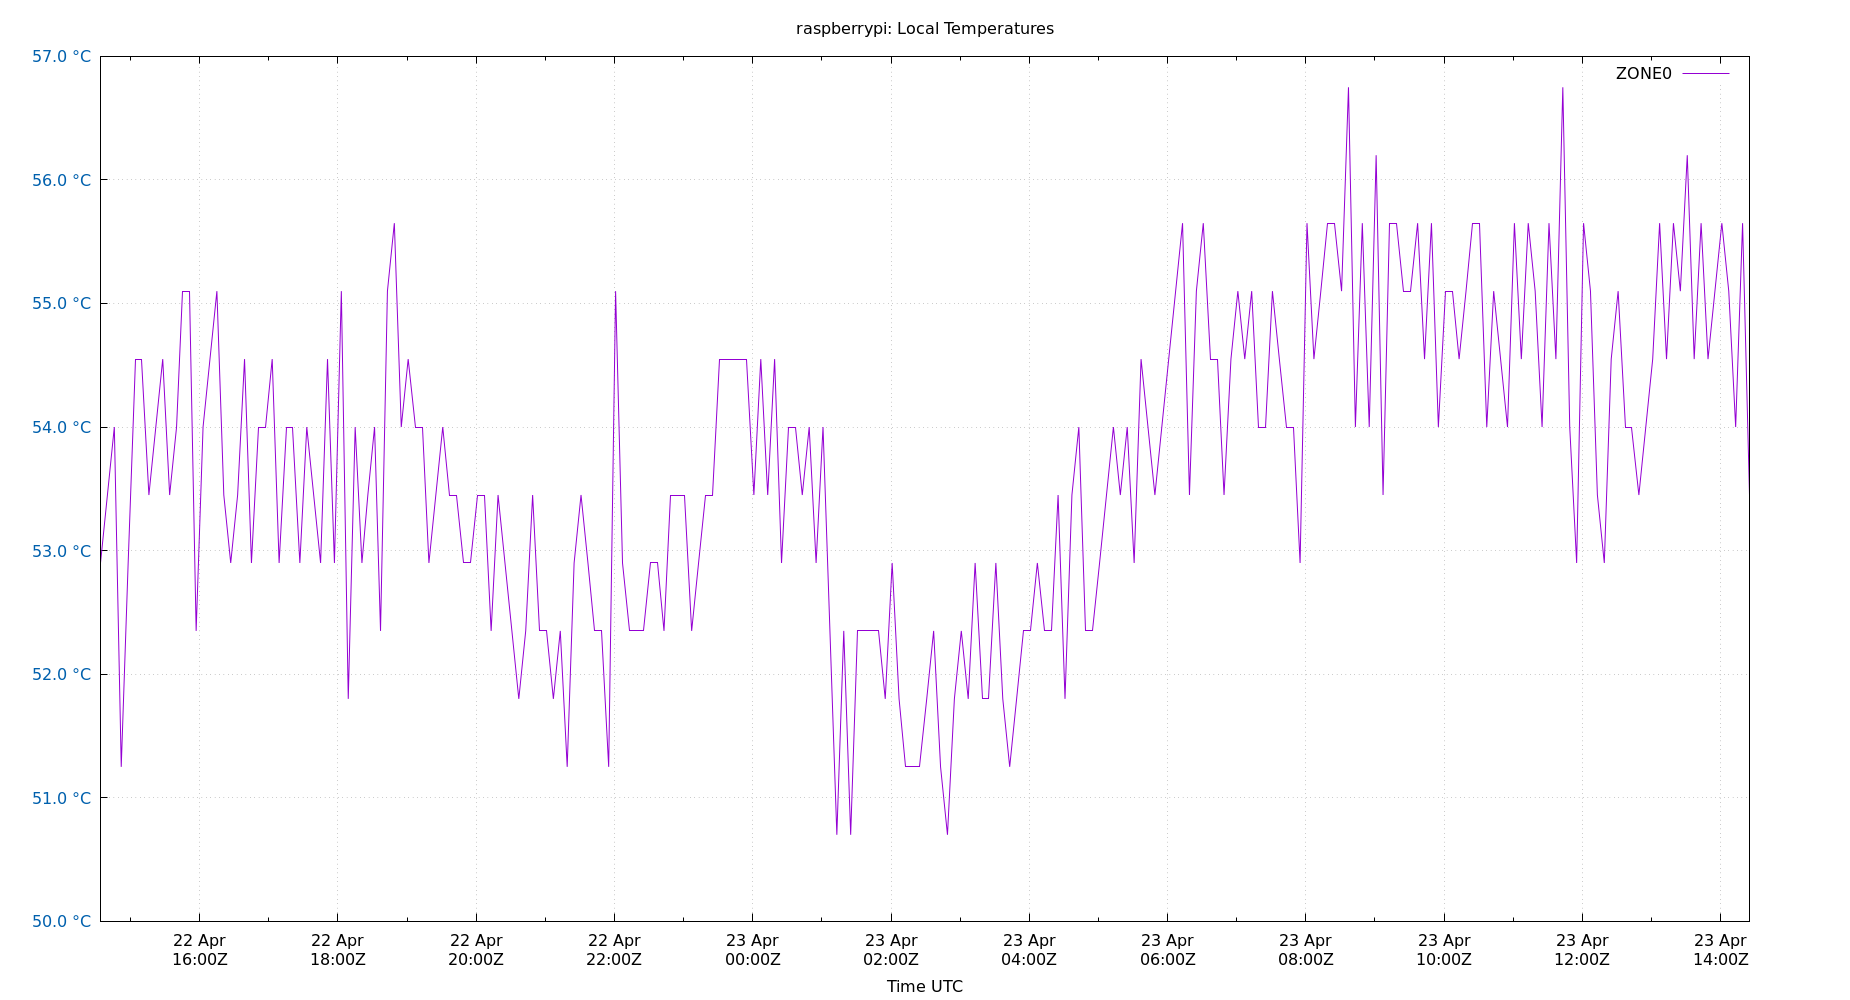 raspberrypi: Local Temperatures
57.0 °C
56.0 °C
55.0 °C
54.0 °C
53.0 °C
52.0 °C
51.0 °C
50.0 °C
ZONE0
22 Apr 22 Apr 22 Apr 22 Apr 23 Apr 23 Apr 23 Apr 23 Apr 23 Apr 23 Apr 23 Apr 23 Apr
16:00Z 18:00Z 20:00Z 22:00Z 00:00Z 02:00Z 04:00Z 06:00Z 08:00Z 10:00Z 12:00Z 14:00Z
Time UTC